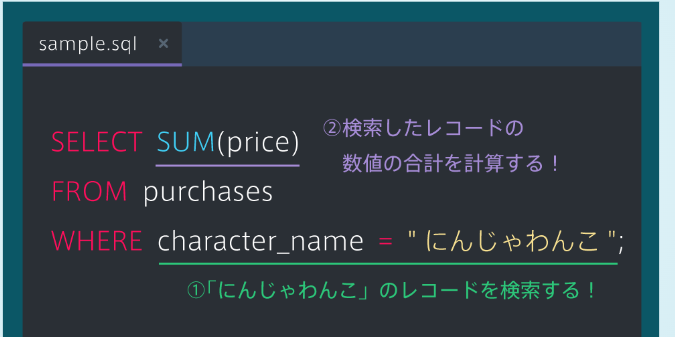 sample.sql ×
SELECT SUM(price)
②検索したレコードの
数値の合計を計算する！
FROM purchases
WHERE character_name = " にんじゃわんこ ";
①「にんじゃわんこ」のレコードを検索する！